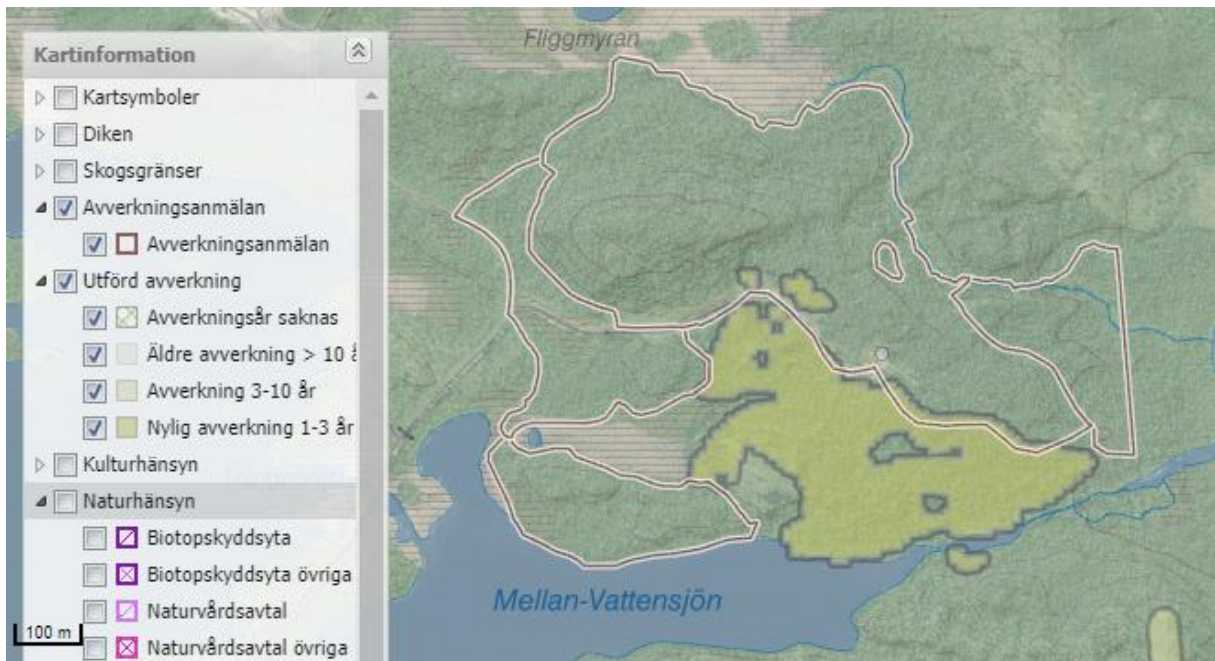 Fliggmyran
Kartinformation
Kartsymboler
Diken
Skogsgränser
Avverkningsanmälan
Avverkningsanmälan
Utförd avverkning
Avverkningsår saknas
Äldre avverkning > 10 å
Avverkning 3-10 år
Nylig avverkning 1-3 år
Kulturhänsyn
Naturhänsyn
Biotopskyddsyta
Biotopskyddsyta övriga
Naturvårdsavtal
Naturvårdsavtal övriga
Mellan-Vattensjön
100 m